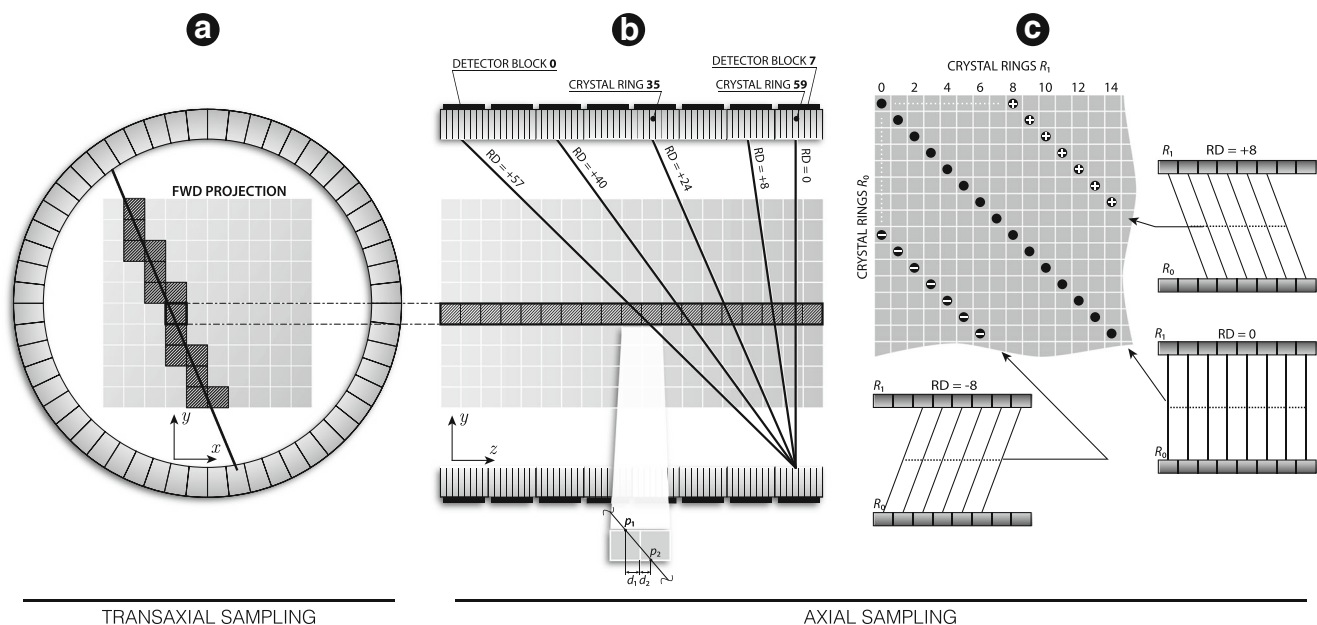 a
b
c
DETECTOR BLOCK 0
DETECTOR BLOCK 7
CRYSTAL RING 35
CRYSTAL RING 59
CRYSTAL RINGS R1
0 2 4 6 8 10 12 14
CRYSTAL RINGS R0
FWD PROJECTION
RD = +57
RD = +40
RD = +24
RD = +8
RD = 0
R1 RD = +8
R0
R1 RD = 0
R0
R1 RD = -8
R0
y
x
y
z
p1
p2
d1 d2
TRANSAXIAL SAMPLING
AXIAL SAMPLING